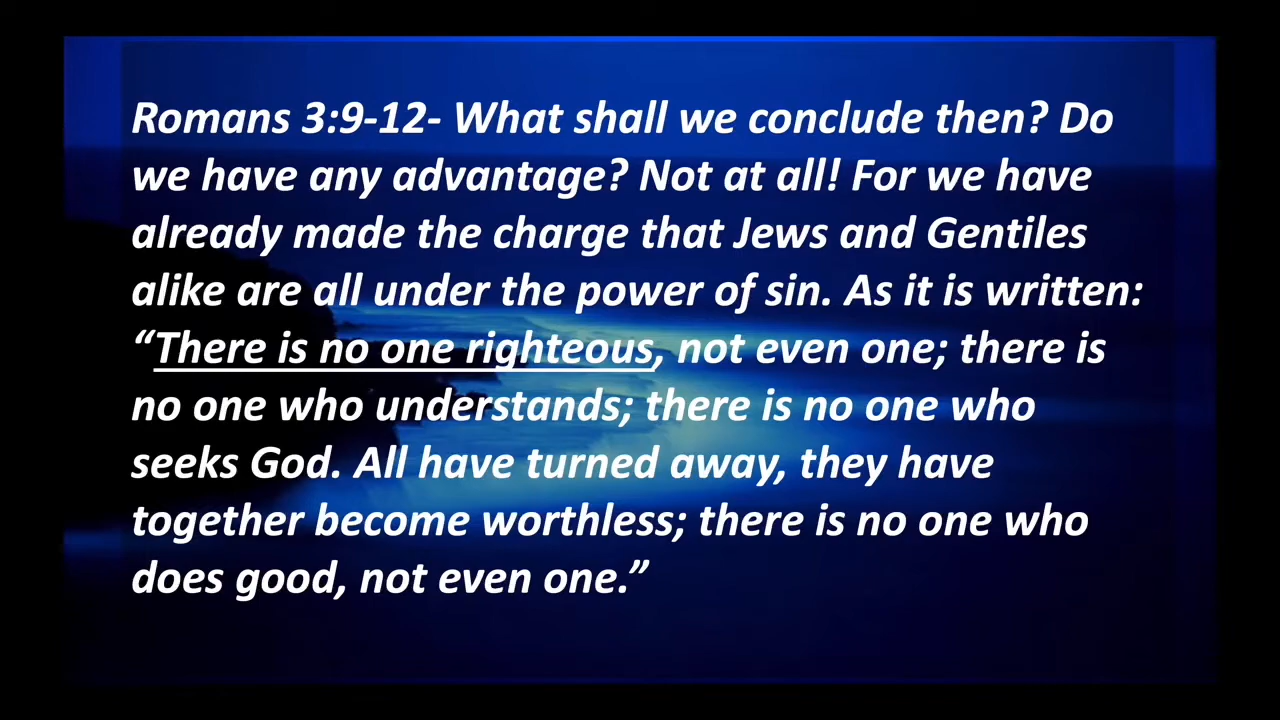 Romans 3:9-12- What shall we conclude then? Do
we have any advantage? Not at all! For we have
already made the charge that Jews and Gentiles
alike are all under the power of sin. As it is written:
“There is no one righteous, not even one; there is
no one who understands; there is no one who
seeks God. All have turned away, they have
together become worthless; there is no one who
does good, not even one.”